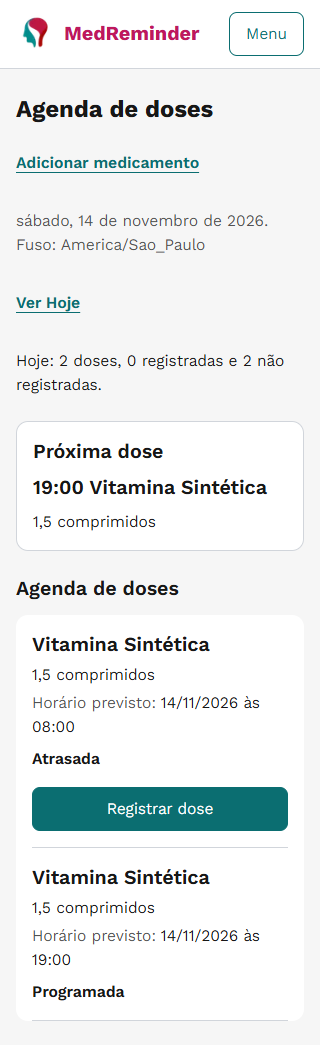 MedReminder
Menu
Agenda de doses
Adicionar medicamento
sábado, 14 de novembro de 2026.
Fuso: America/Sao_Paulo
Ver Hoje
Hoje: 2 doses, 0 registradas e 2 não
registradas.
Próxima dose
19:00 Vitamina Sintética
1,5 comprimidos
Agenda de doses
Vitamina Sintética
1,5 comprimidos
Horário previsto: 14/11/2026 às
08:00
Atrasada
Registrar dose
Vitamina Sintética
1,5 comprimidos
Horário previsto: 14/11/2026 às
19:00
Programada